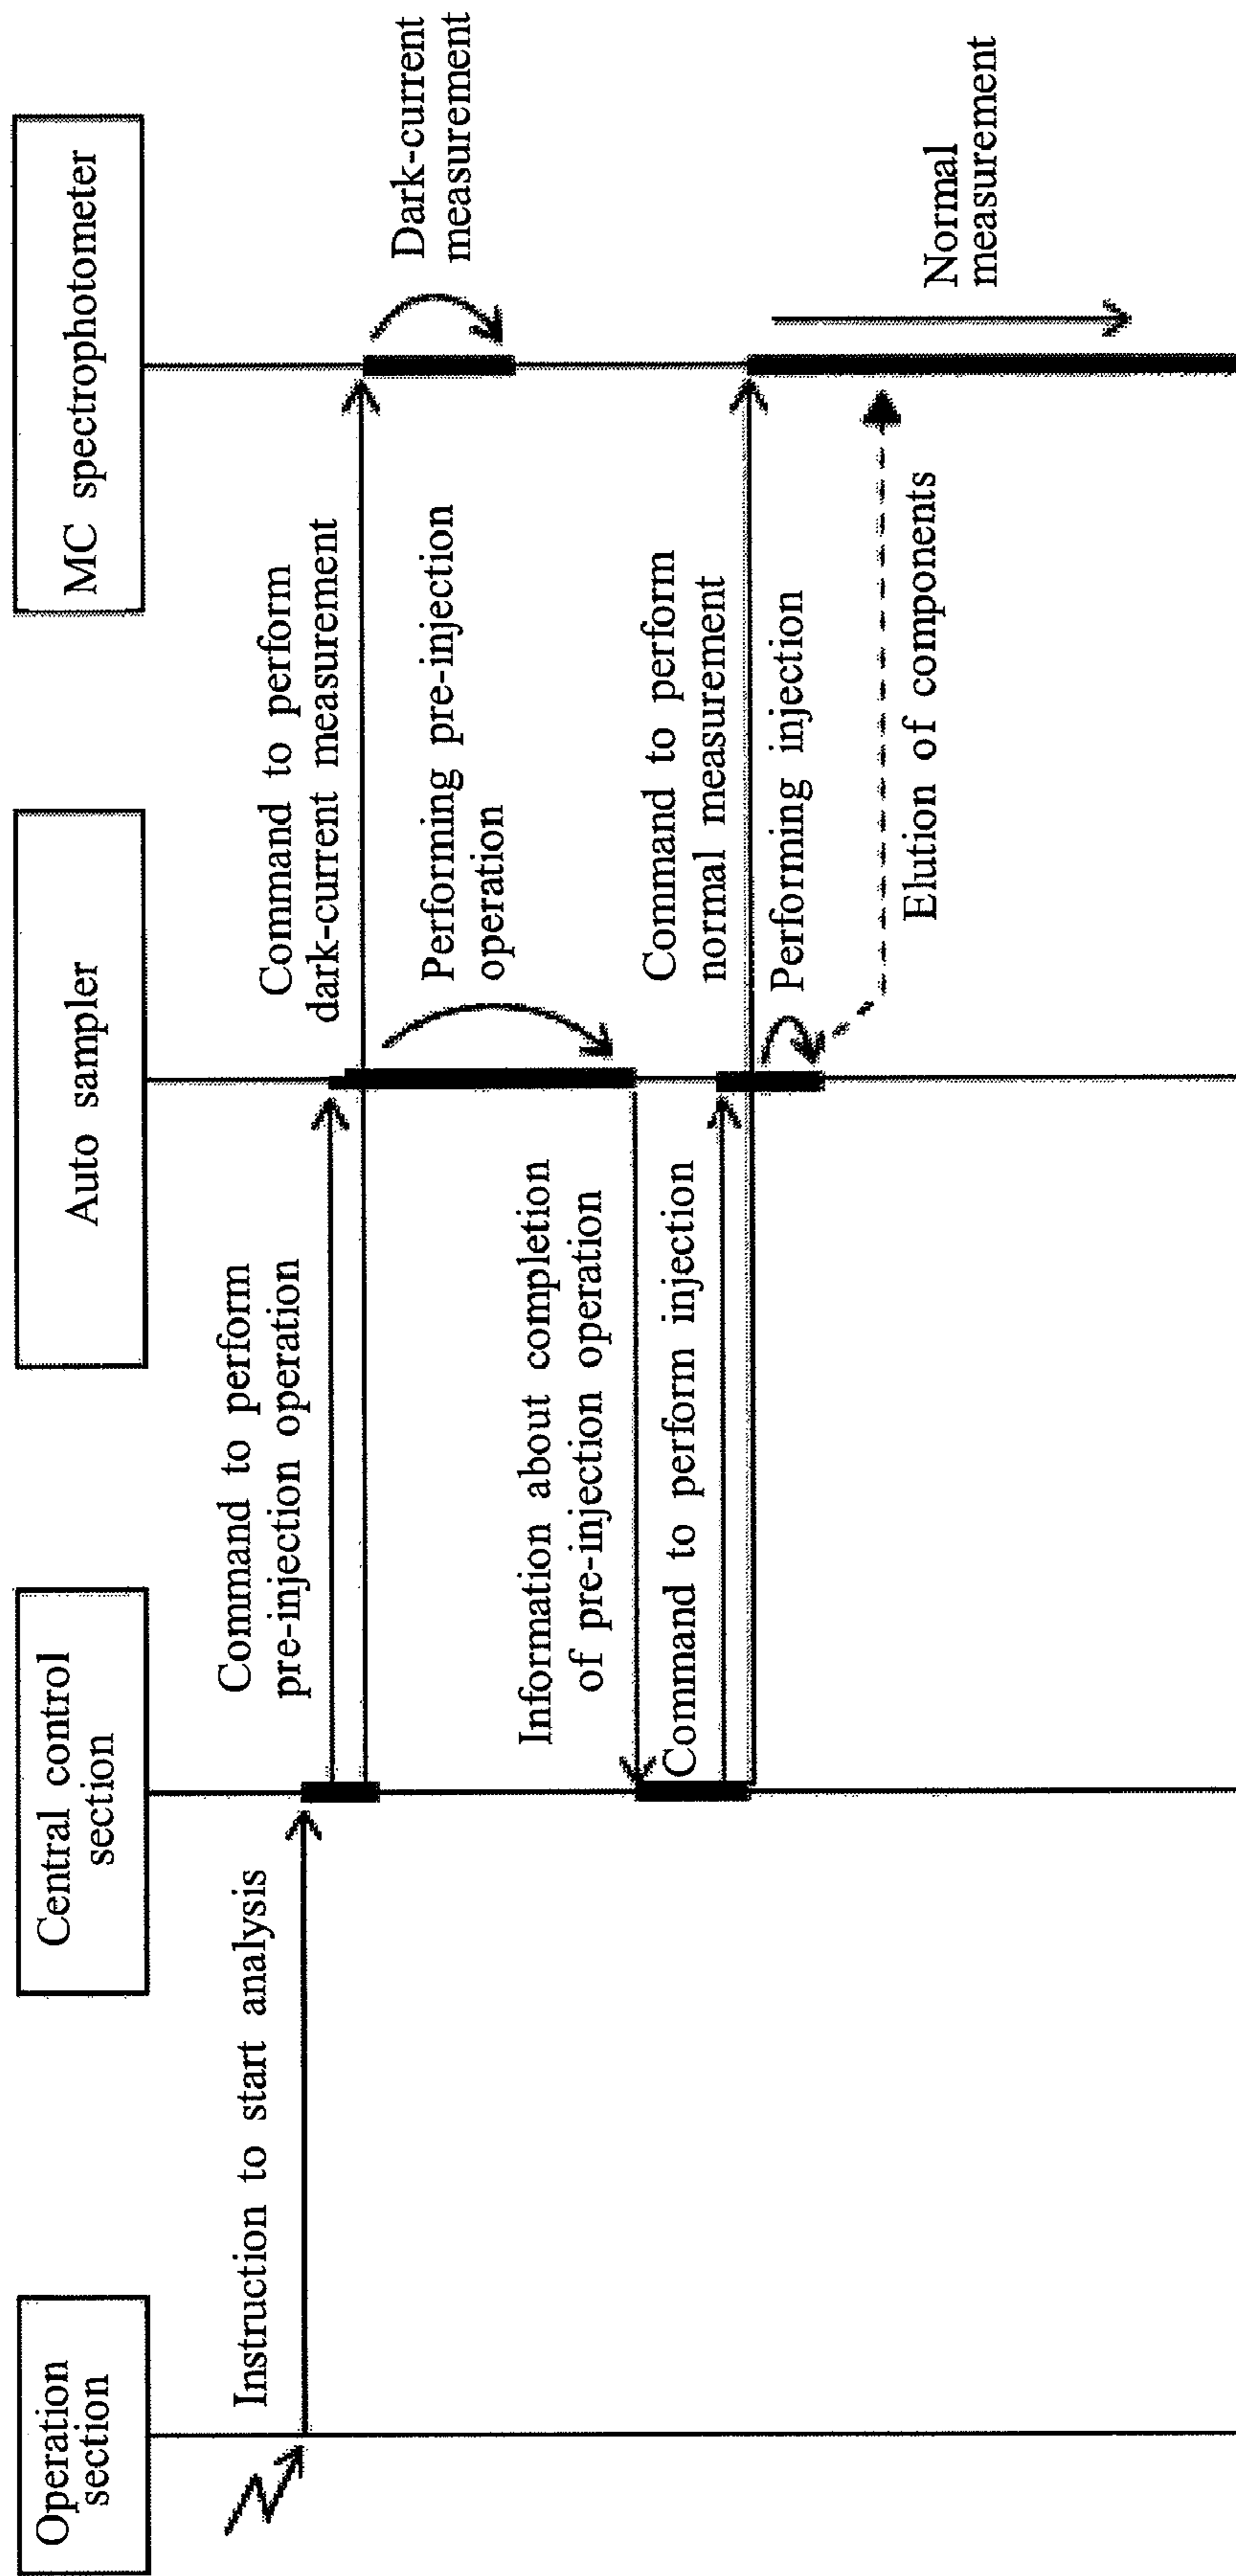 Operation
section
Central control
section
Auto sampler
MC spectrophotometer
Instruction to start analysis
Command to perform
pre-injection operation
Command to perform
dark-current measurement
Dark-current
measurement
Performing pre-injection
operation
Information about completion
of pre-injection operation
Command to perform injection
Command to perform
normal measurement
Performing injection
Normal
measurement
Elution of components